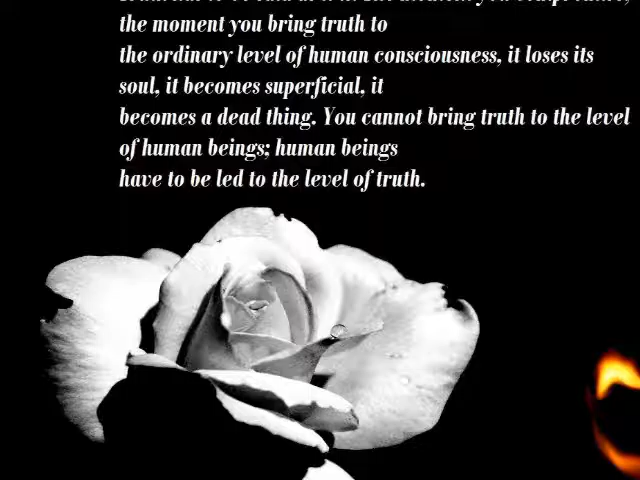 the moment you bring truth to
the ordinary level of human consciousness, it loses its
soul, it becomes superficial, it
becomes a dead thing. You cannot bring truth to the level
of human beings; human beings
have to be led to the level of truth.